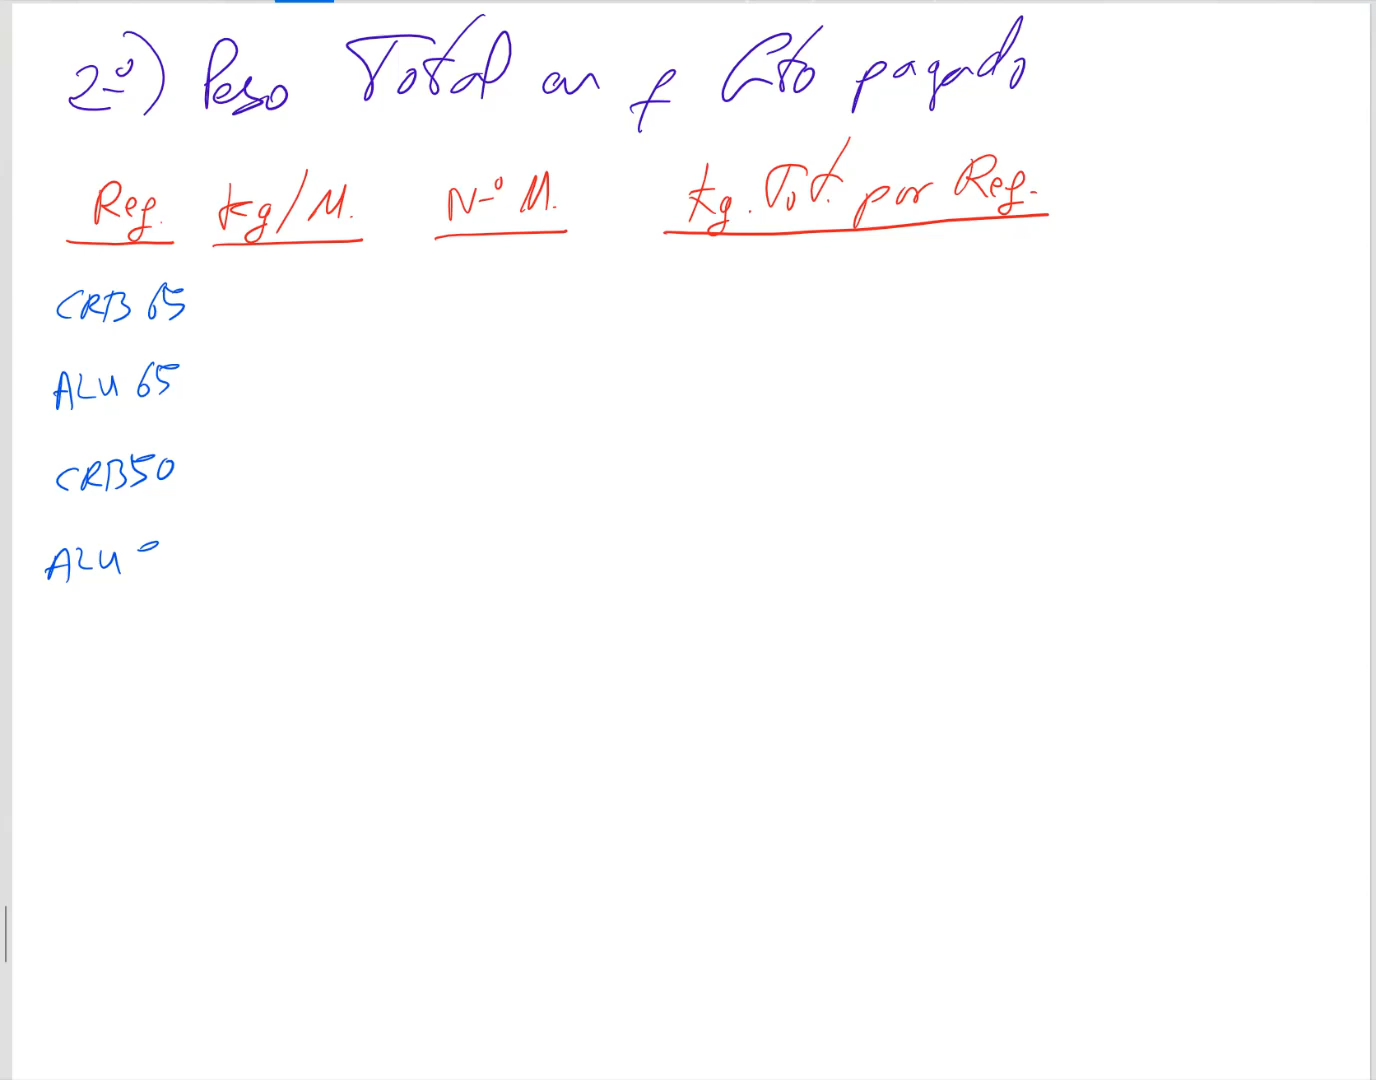 2º) Peso Total en f Cto pagado
Ref. kg/M. Nº M. kg. Tot. por Ref.
CRB 65
ALU 65
CRB50
ALU